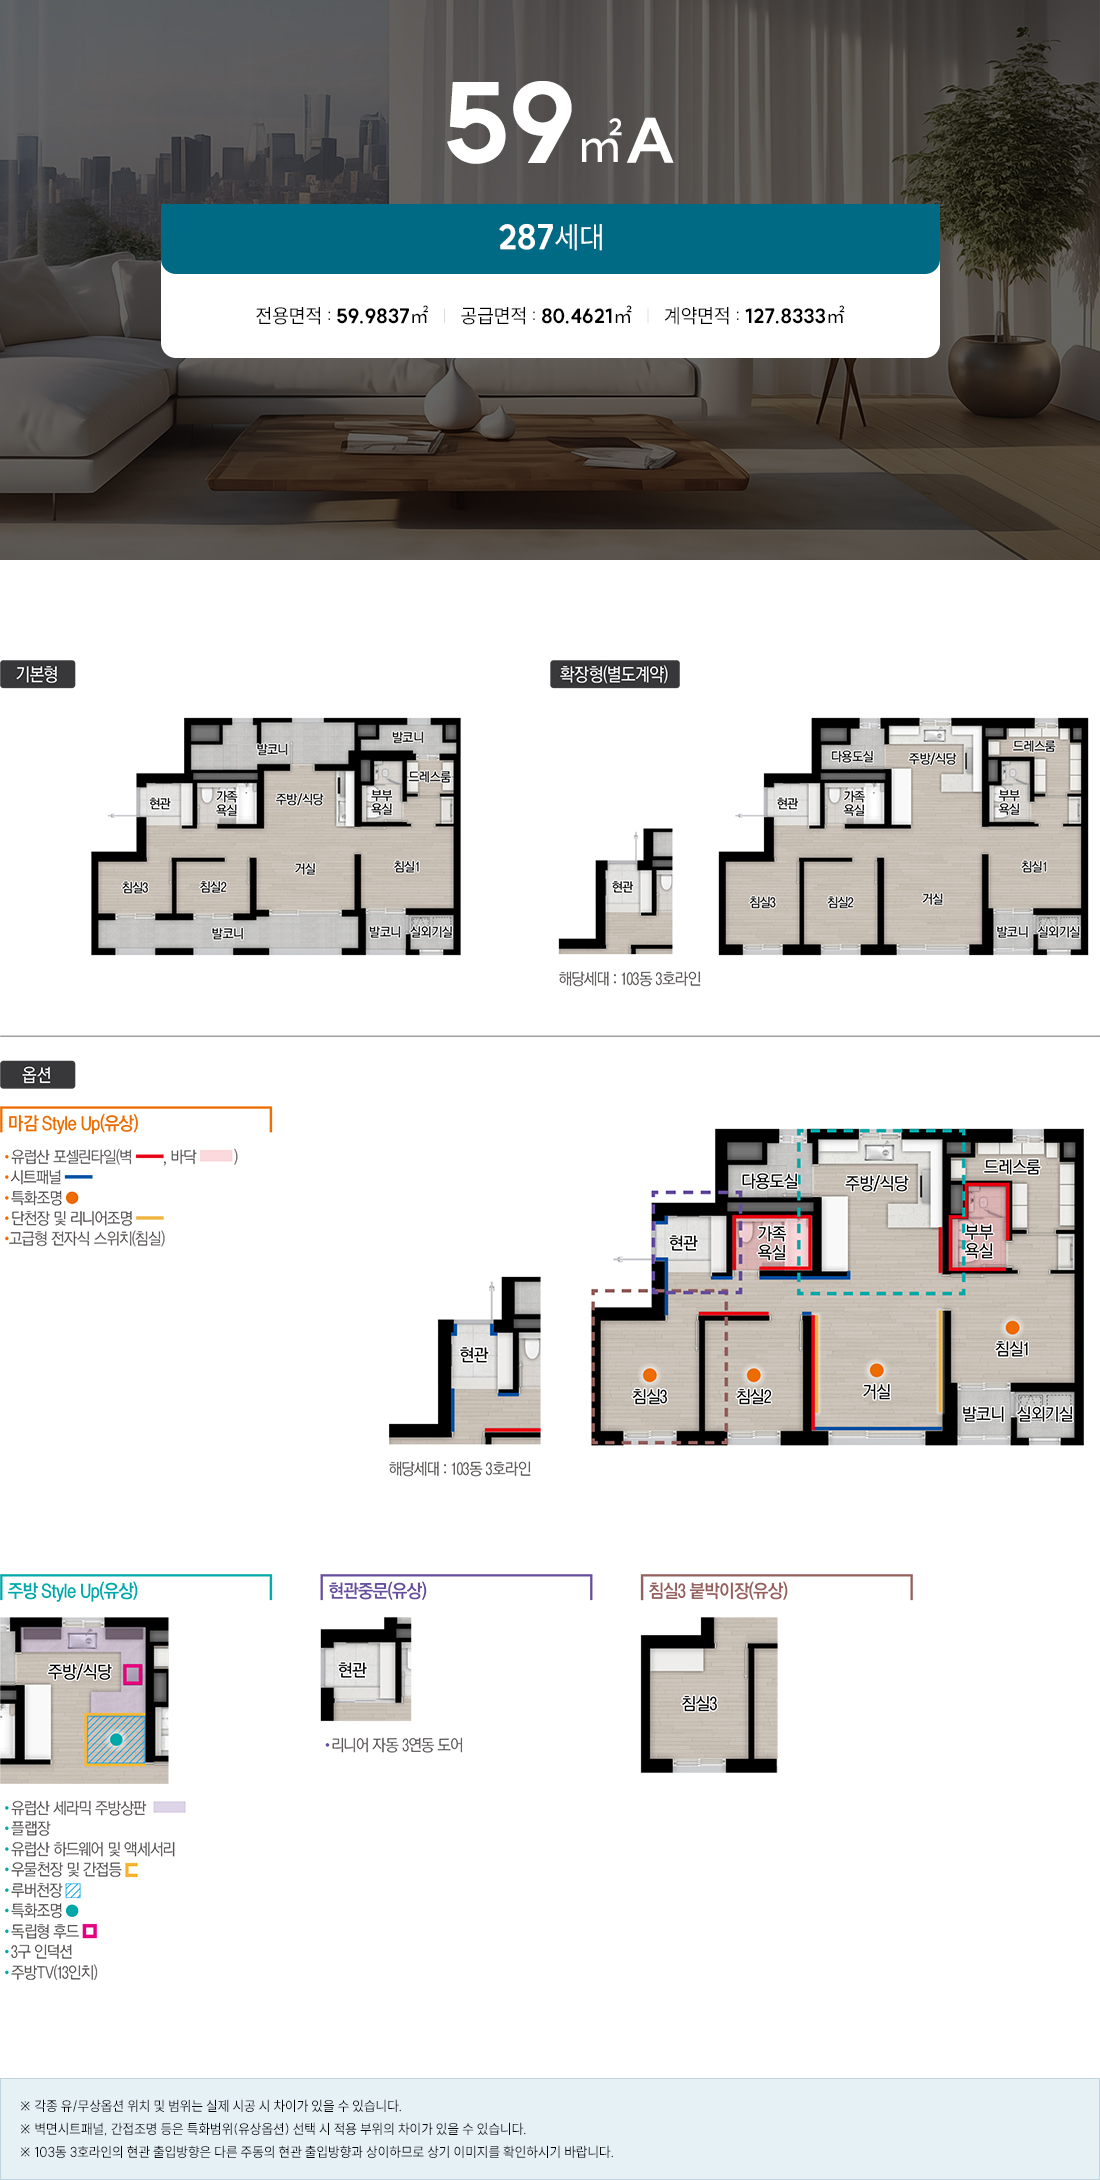 59㎡A
287세대
전용면적 : 59.9837㎡ | 공급면적 : 80.4621㎡ | 계약면적 : 127.8333㎡
기본형
확장형(별도계약)
발코니
발코니
드레스룸
현관
가족
욕실
주방/식당
부부
욕실
침실3
침실2
거실
침실1
발코니
발코니
실외기실
현관
해당세대 : 103동 3호라인
다용도실
주방/식당
드레스룸
현관
가족
욕실
부부
욕실
침실3
침실2
거실
침실1
발코니
실외기실
옵션
마감 Style Up(유상)
•유럽산 포셀린타일(벽 , 바닥 )
•시트패널
•특화조명
•단천장 및 리니어조명
•고급형 전자식 스위치(침실)
현관
해당세대 : 103동 3호라인
다용도실
주방/식당
드레스룸
현관
가족
욕실
부부
욕실
침실3
침실2
거실
침실1
발코니
실외기실
주방 Style Up(유상)
주방/식당
•유럽산 세라믹 주방상판
•플랩장
•유럽산 하드웨어 및 액세서리
•우물천장 및 간접등
•루버천장
•특화조명
•독립형 후드
•3구 인덕션
•주방TV(13인치)
현관중문(유상)
현관
•리니어 자동 3연동 도어
침실3 붙박이장(유상)
침실3
※ 각종 유/무상옵션 위치 및 범위는 실제 시공 시 차이가 있을 수 있습니다.
※ 벽면시트패널, 간접조명 등은 특화범위(유상옵션) 선택 시 적용 부위의 차이가 있을 수 있습니다.
※ 103동 3호라인의 현관 출입방향은 다른 주동의 현관 출입방향과 상이하므로 상기 이미지를 확인하시기 바랍니다.